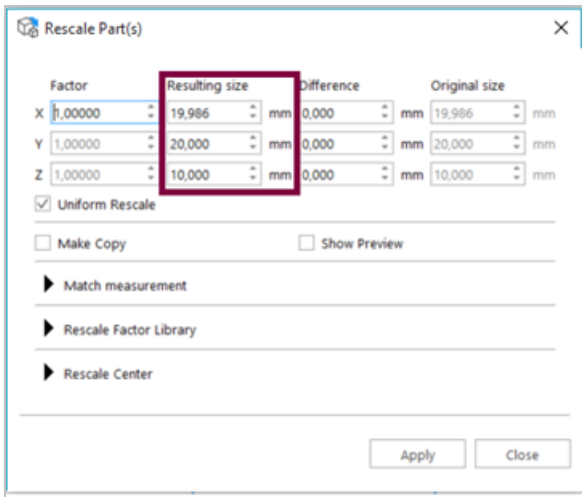 Rescale Part(s)
Factor Resulting size Difference Original size
X 1,00000 19,986 mm 0,000 mm 19,986 mm
Y 1,00000 20,000 mm 0,000 mm 20,000 mm
Z 1,00000 10,000 mm 0,000 mm 10,000 mm
Uniform Rescale
Make Copy Show Preview
Match measurement
Rescale Factor Library
Rescale Center
Apply Close